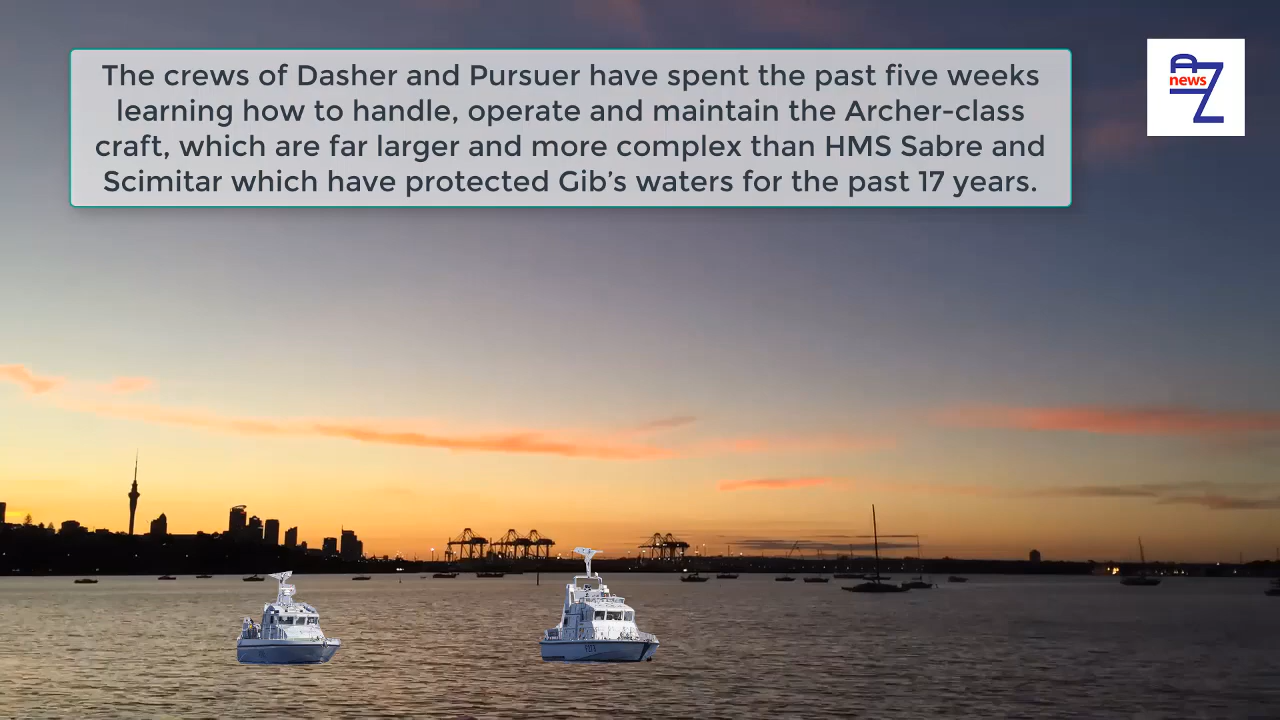 The crews of Dasher and Pursuer have spent the past five weeks
learning how to handle, operate and maintain the Archer-class
craft, which are far larger and more complex than HMS Sabre and
Scimitar which have protected Gib’s waters for the past 17 years.
A
news
Z